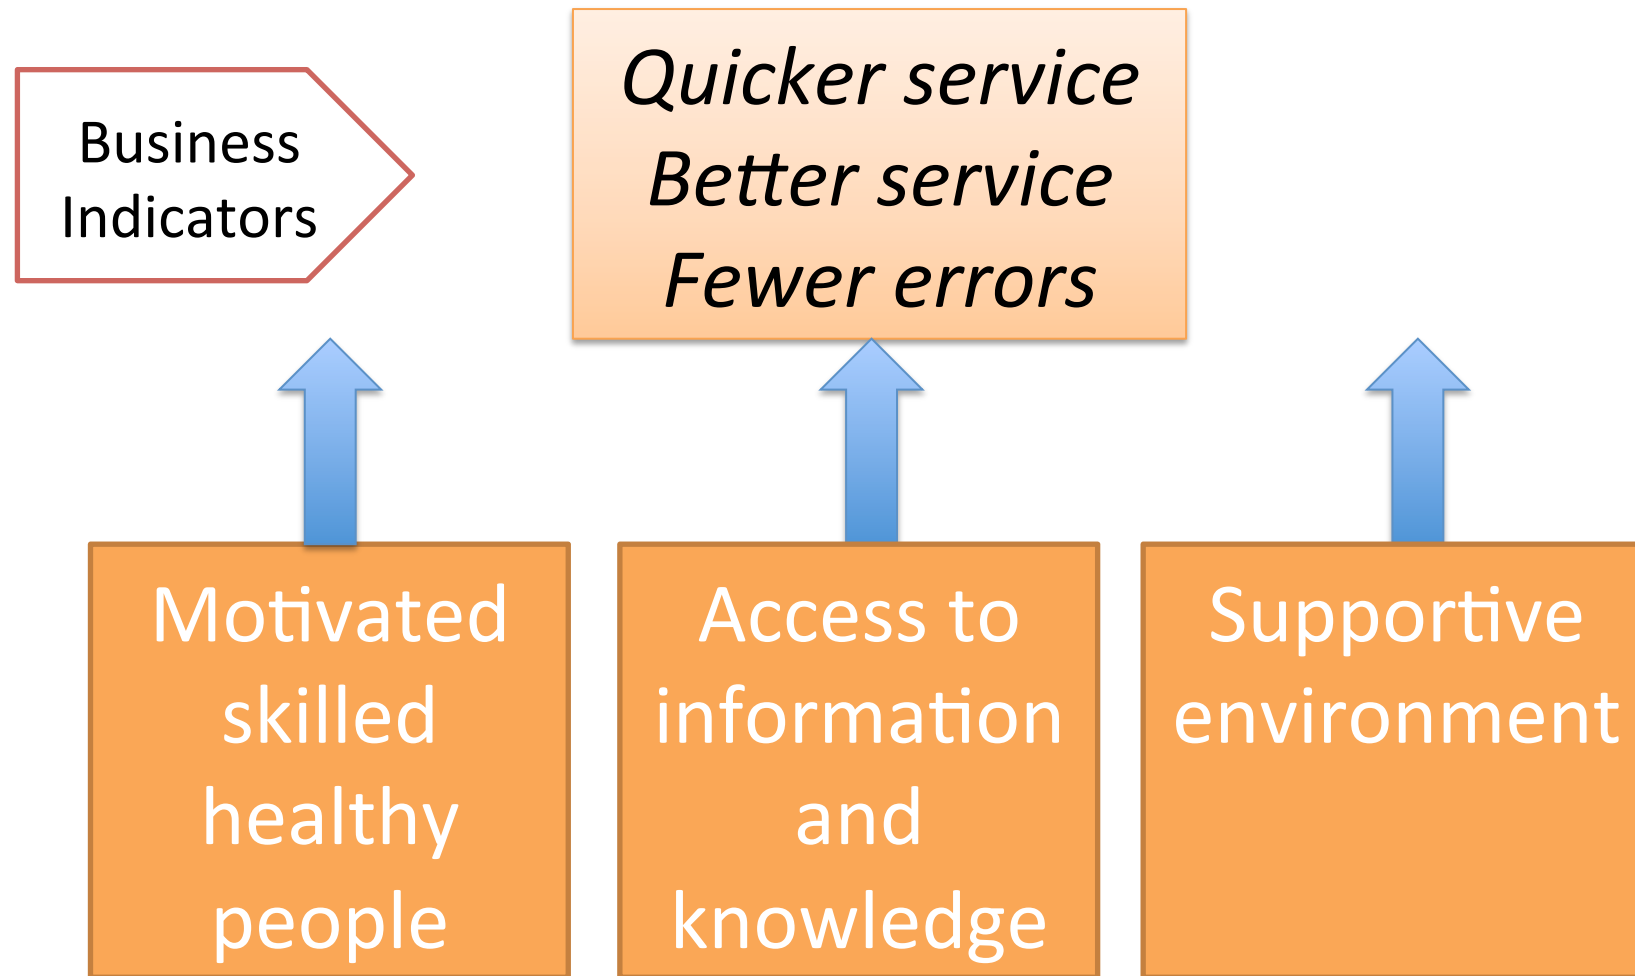 Business
Indicators
Quicker service
Better service
Fewer errors
Motivated
skilled
healthy
people
Access to
information
and
knowledge
Supportive
environment